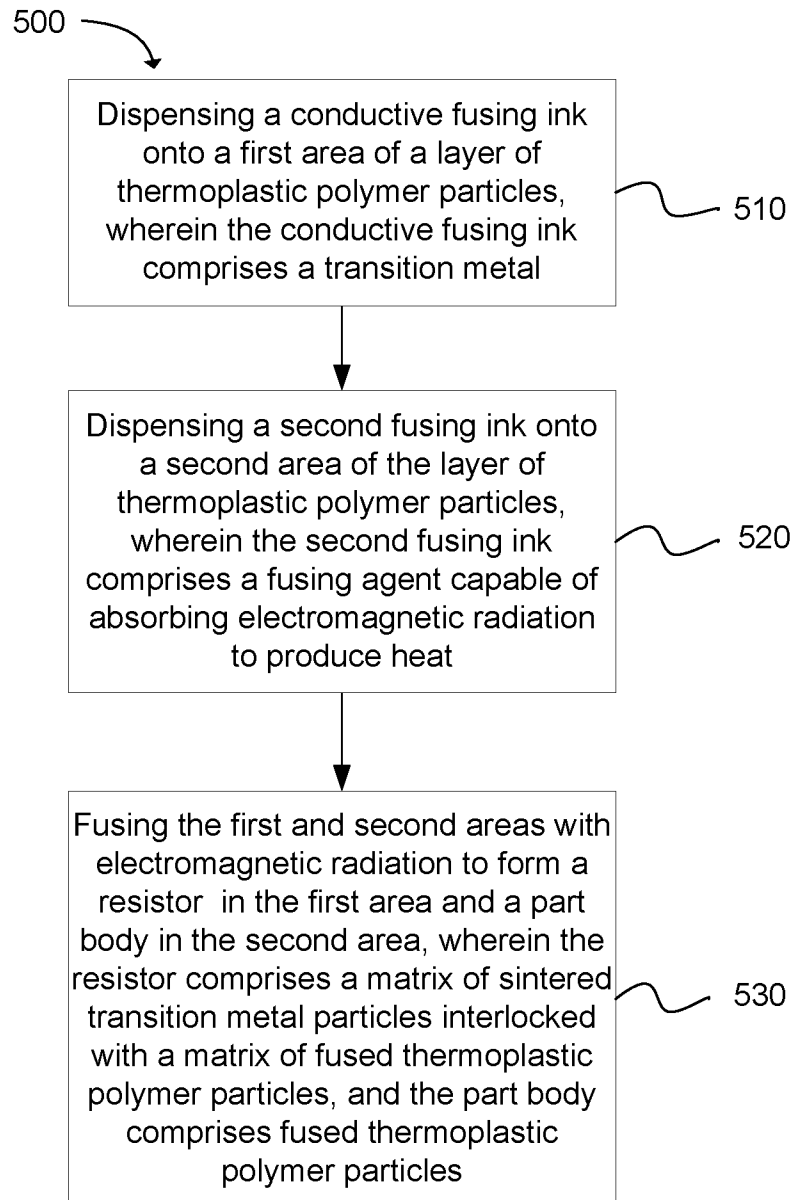 500
Dispensing a conductive fusing ink
onto a first area of a layer of
thermoplastic polymer particles,
wherein the conductive fusing ink
comprises a transition metal
510
Dispensing a second fusing ink onto
a second area of the layer of
thermoplastic polymer particles,
wherein the second fusing ink
comprises a fusing agent capable of
absorbing electromagnetic radiation
to produce heat
520
Fusing the first and second areas with
electromagnetic radiation to form a
resistor in the first area and a part
body in the second area, wherein the
resistor comprises a matrix of sintered
transition metal particles interlocked
with a matrix of fused thermoplastic
polymer particles, and the part body
comprises fused thermoplastic
polymer particles
530